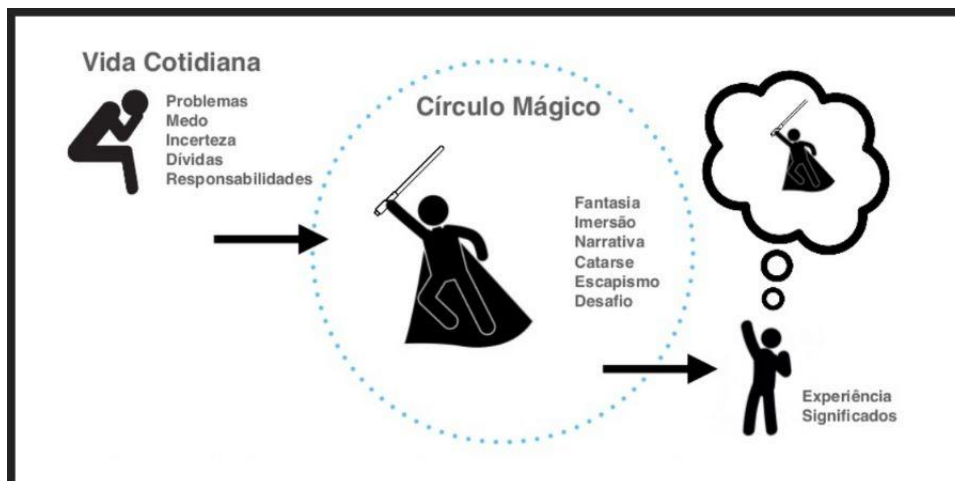 Vida Cotidiana
Problemas
Medo
Incerteza
Dívidas
Responsabilidades
Círculo Mágico
Fantasia
Imersão
Narrativa
Catarse
Escapismo
Desafio
Experiência
Significados